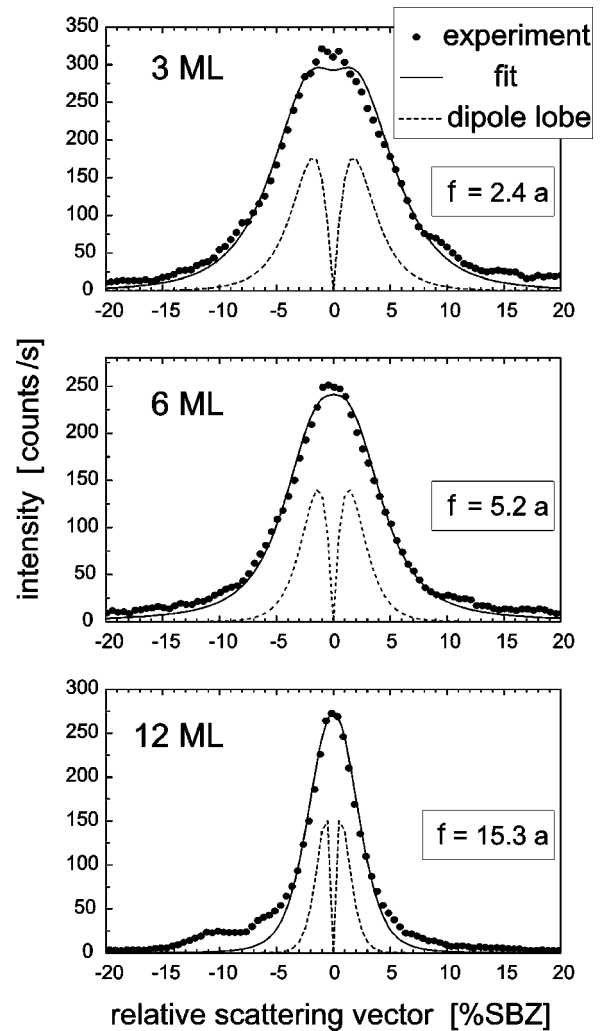 experiment
fit
dipole lobe
3 ML
f = 2.4 a
350
300
250
200
150
100
50
0
-20 -15 -10 -5 0 5 10 15 20
6 ML
f = 5.2 a
250
200
150
100
50
0
-20 -15 -10 -5 0 5 10 15 20
intensity [counts/s]
12 ML
f = 15.3 a
300
250
200
150
100
50
0
-20 -15 -10 -5 0 5 10 15 20
relative scattering vector [%SBZ]